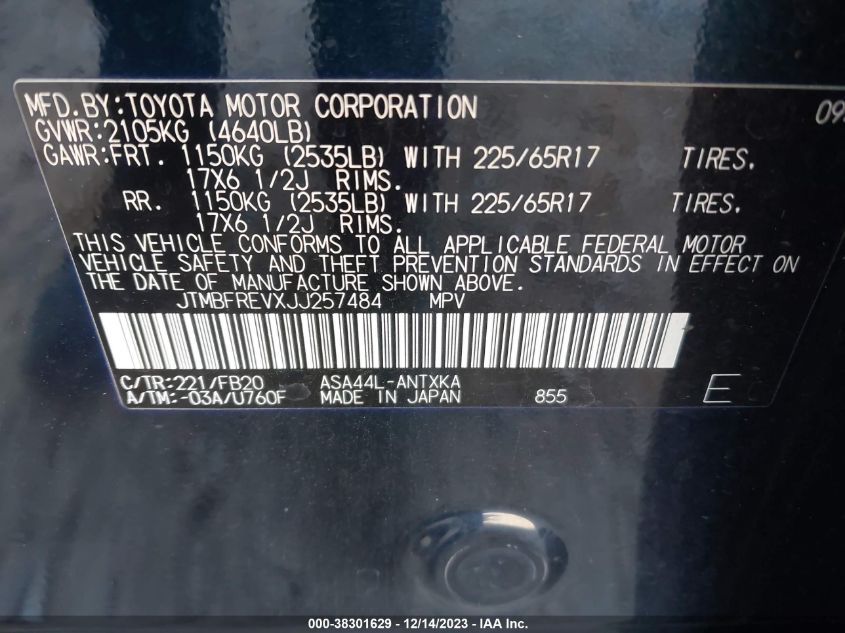 MFD.BY:TOYOTA MOTOR CORPORATION 09
GVWR:2105KG (4640LB)
GAWR:FRT. 1150KG (2535LB) WITH 225/65R17 TIRES.
17X6 1/2J RIMS.
RR. 1150KG (2535LB) WITH 225/65R17 TIRES.
17X6 1/2J RIMS.
THIS VEHICLE CONFORMS TO ALL APPLICABLE FEDERAL MOTOR
VEHICLE SAFETY AND THEFT PREVENTION STANDARDS IN EFFECT ON
THE DATE OF MANUFACTURE SHOWN ABOVE.
JTMBFREVXJJ257484 MPV
C/TR:221/FB20 ASA44L-ANTXKA
A/TM:-03A/U760F MADE IN JAPAN 855 E
000-38301629 - 12/14/2023 - IAA Inc.